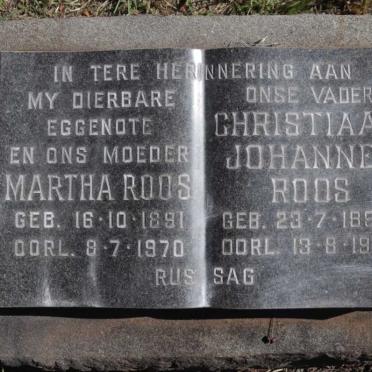 IN TERE HERINNERING AAN
MY DIERBARE
EGGENOTE
EN ONS MOEDER
MARTHA ROOS
GEB. 16·10·1891
OORL. 8·7·1970
ONSE VADER
CHRISTIAA
JOHANNE
ROOS
GEB. 23·7·188
OORL. 13·8·19
RUS SAG